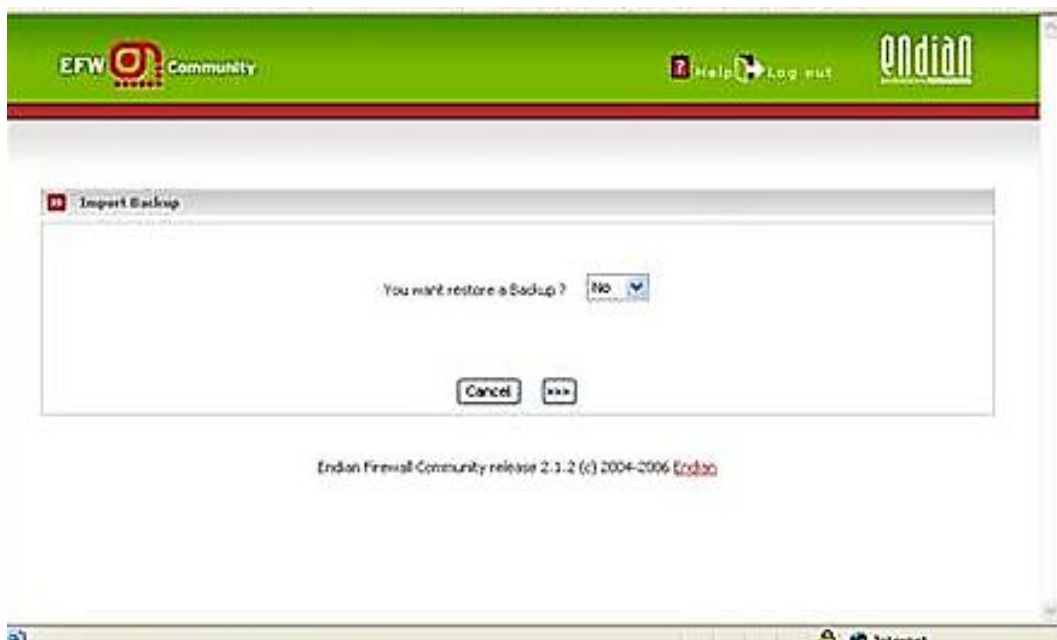 EFW Community
Help Log out
endian
Import Backup
You want restore a Backup ? No
Cancel >>>
Endian Firewall Community release 2.1.2 (c) 2004-2006 Endian
Internet